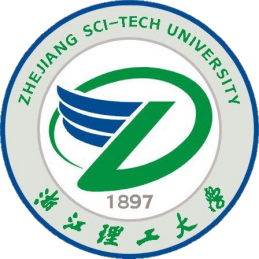 ZHEJIANG SCI-TECH UNIVERSITY
1897
浙江理工大学